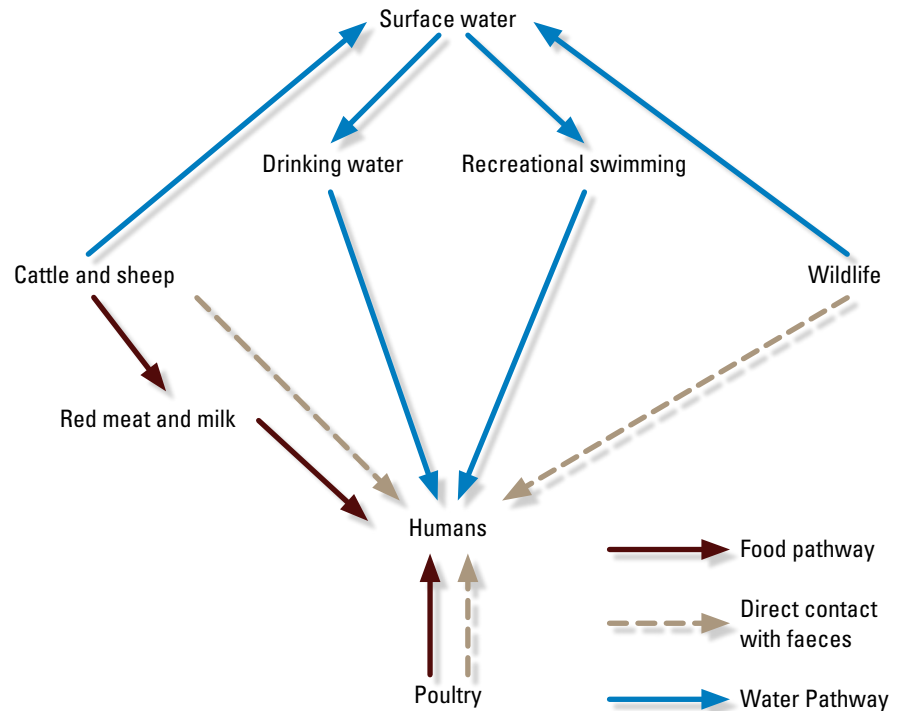 Surface water
Drinking water
Recreational swimming
Cattle and sheep
Wildlife
Red meat and milk
Humans
Food pathway
Direct contact
with faeces
Poultry
Water Pathway